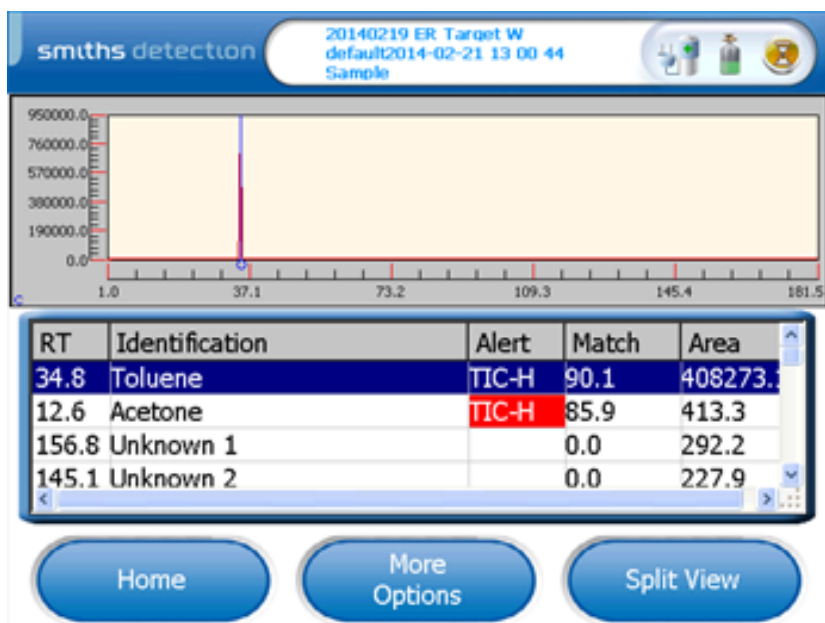 smiths detection
20140219 ER Target W
default2014-02-21 13 00 44
Sample
950000.0
760000.0
570000.0
380000.0
190000.0
0.0
1.0 37.1 73.2 109.3 145.4 181.5
c
RT Identification Alert Match Area
34.8 Toluene TIC-H 90.1 408273.
12.6 Acetone TIC-H 85.9 413.3
156.8 Unknown 1 0.0 292.2
145.1 Unknown 2 0.0 227.9
Home
More
Options
Split View